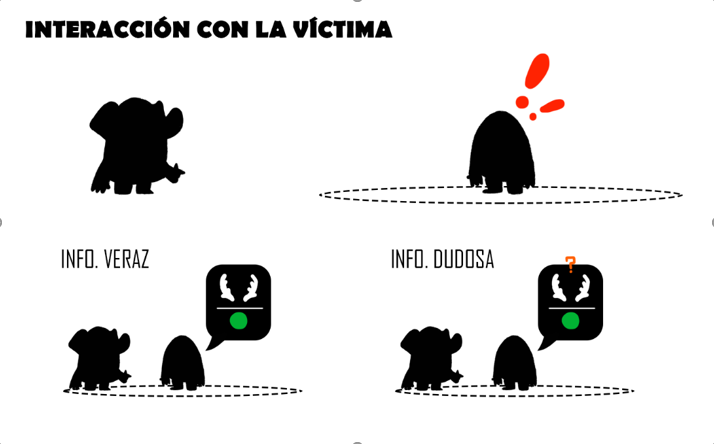 INTERACCIÓN CON LA VÍCTIMA
INFO. VERAZ
INFO. DUDOSA
?